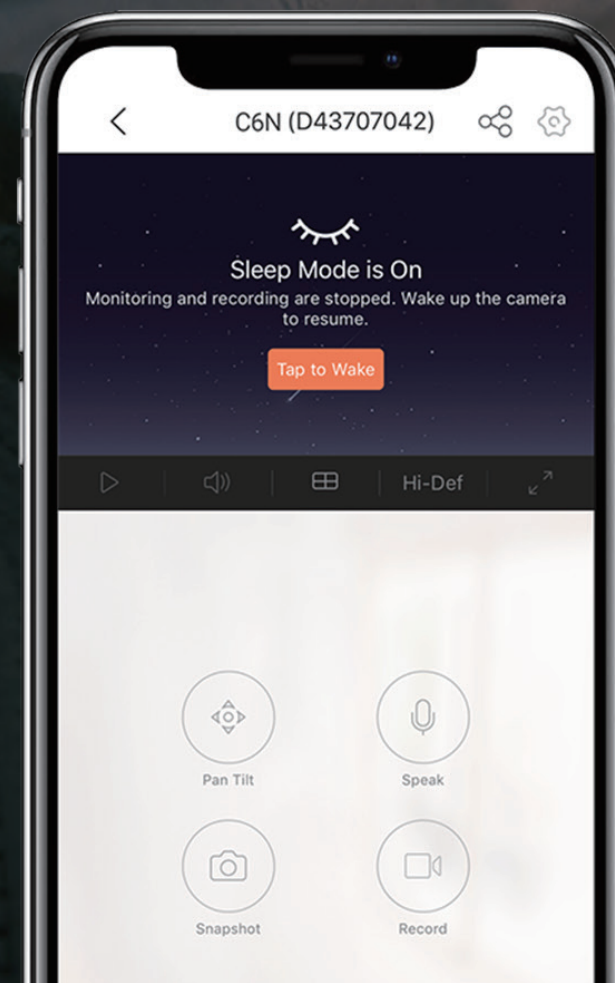 C6N (D43707042)
Sleep Mode is On
Monitoring and recording are stopped. Wake up the camera
to resume.
Tap to Wake
Hi-Def
Pan Tilt
Speak
Snapshot
Record